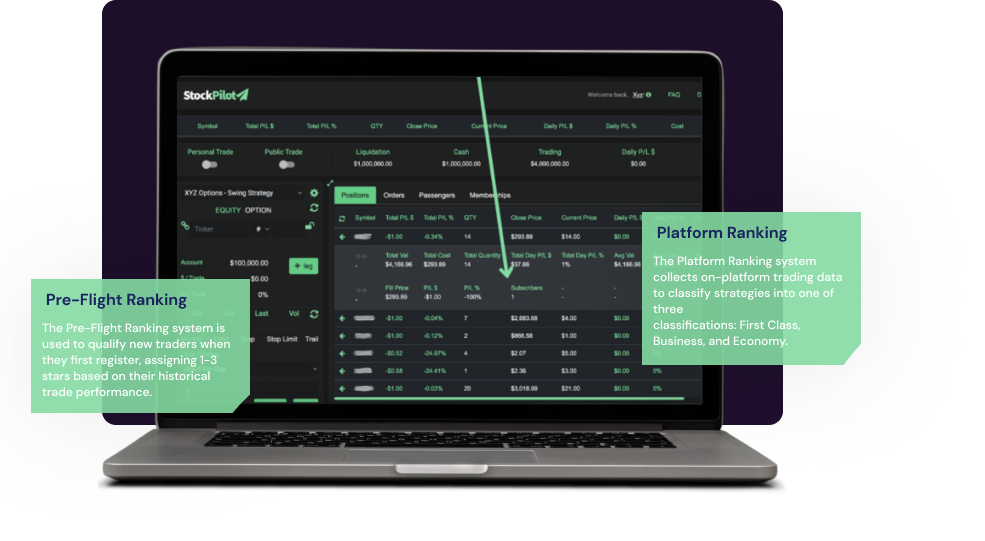 StockPilot
Welcome back, Xyz FAQ
Symbol Total P/L $ Total P/L % QTY Close Price Current Price Daily P/L $ Daily P/L % Cost
Personal Trade Public Trade Liquidation Cash Trading Daily P/L $
$1,000,000.00 $1,000,000.00 $4,000,000.00 $0.00
XYZ Options - Swing Strategy
EQUITY OPTION
Ticker #
Account $100,000.00 + leg
$ / Trade $0.00
0%
Last Vol
Stop Limit Trail
Positions Orders Passengers Memberships
Symbol Total P/L $ Total P/L % QTY Close Price Current Price Daily P/L $
-$1.00 -0.34% 14 $293.89 $14.00 $0.00
Total Val Total Cost Total Quantity Total Day P/L $ Total Day P/L % Avg Val
- $4,166.96 $293.89 14 $37.66 1% $4,166.96
Fill Price P/L $ P/L % Subscribers - -
- $293.89 -$1.00 -100% 1 - -
-$1.00 -0.04% 7 $2,683.68 $4.00 $0.00
-$1.00 -0.12% 2 $866.58 $1.00 $0.00
-$0.52 -24.97% 4 $2.07 $5.00 $0.00
-$0.58 -24.41% 1 $2.36 $3.00 $0.00 0%
-$1.00 -0.03% 20 $3,018.99 $21.00 $0.00 0%
Pre-Flight Ranking
The Pre-Flight Ranking system is
used to qualify new traders when
they first register, assigning 1-3
stars based on their historical
trade performance.
Platform Ranking
The Platform Ranking system
collects on-platform trading data
to classify strategies into one of
three
classifications: First Class,
Business, and Economy.